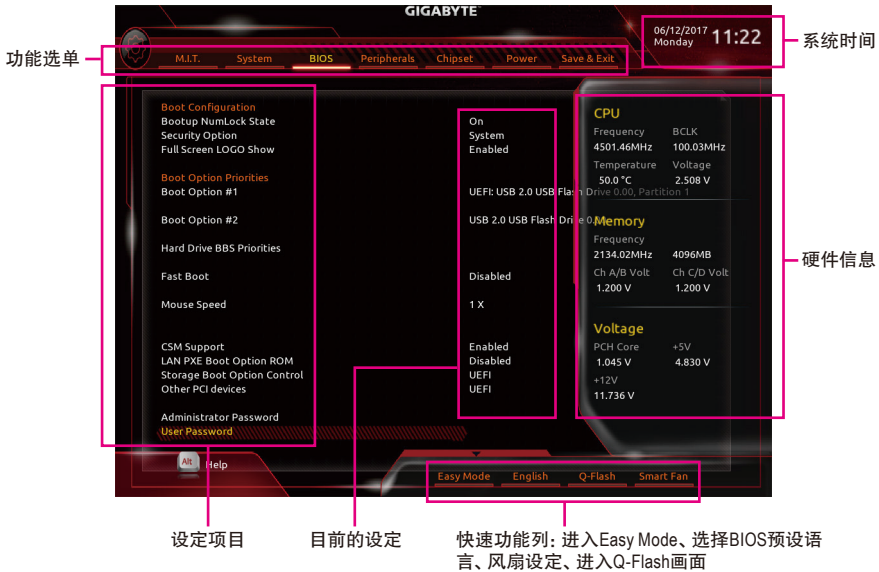 GIGABYTE™
06/12/2017
Monday
11:22
系统时间
功能选单
M.I.T. System BIOS Peripherals Chipset Power Save & Exit
Boot Configuration
Bootup NumLock State On
Security Option System
Full Screen LOGO Show Enabled
Boot Option Priorities
Boot Option #1 UEFI: USB 2.0 USB Flash Drive 0.00, Partition 1
Boot Option #2 USB 2.0 USB Flash Drive 0.
Hard Drive BBS Priorities
Fast Boot Disabled
Mouse Speed 1 X
CSM Support Enabled
LAN PXE Boot Option ROM Disabled
Storage Boot Option Control UEFI
Other PCI devices UEFI
Administrator Password
User Password
CPU
Frequency BCLK
4501.46MHz 100.03MHz
Temperature Voltage
50.0 °C 2.508 V
Memory
Frequency
2134.02MHz 4096MB
Ch A/B Volt Ch C/D Volt
1.200 V 1.200 V
Voltage
PCH Core +5V
1.045 V 4.830 V
+12V
11.736 V
硬件信息
Alt Help
Easy Mode English Q-Flash Smart Fan
设定项目
目前的设定
快速功能列: 进入Easy Mode、选择BIOS预设语
言、风扇设定、进入Q-Flash画面